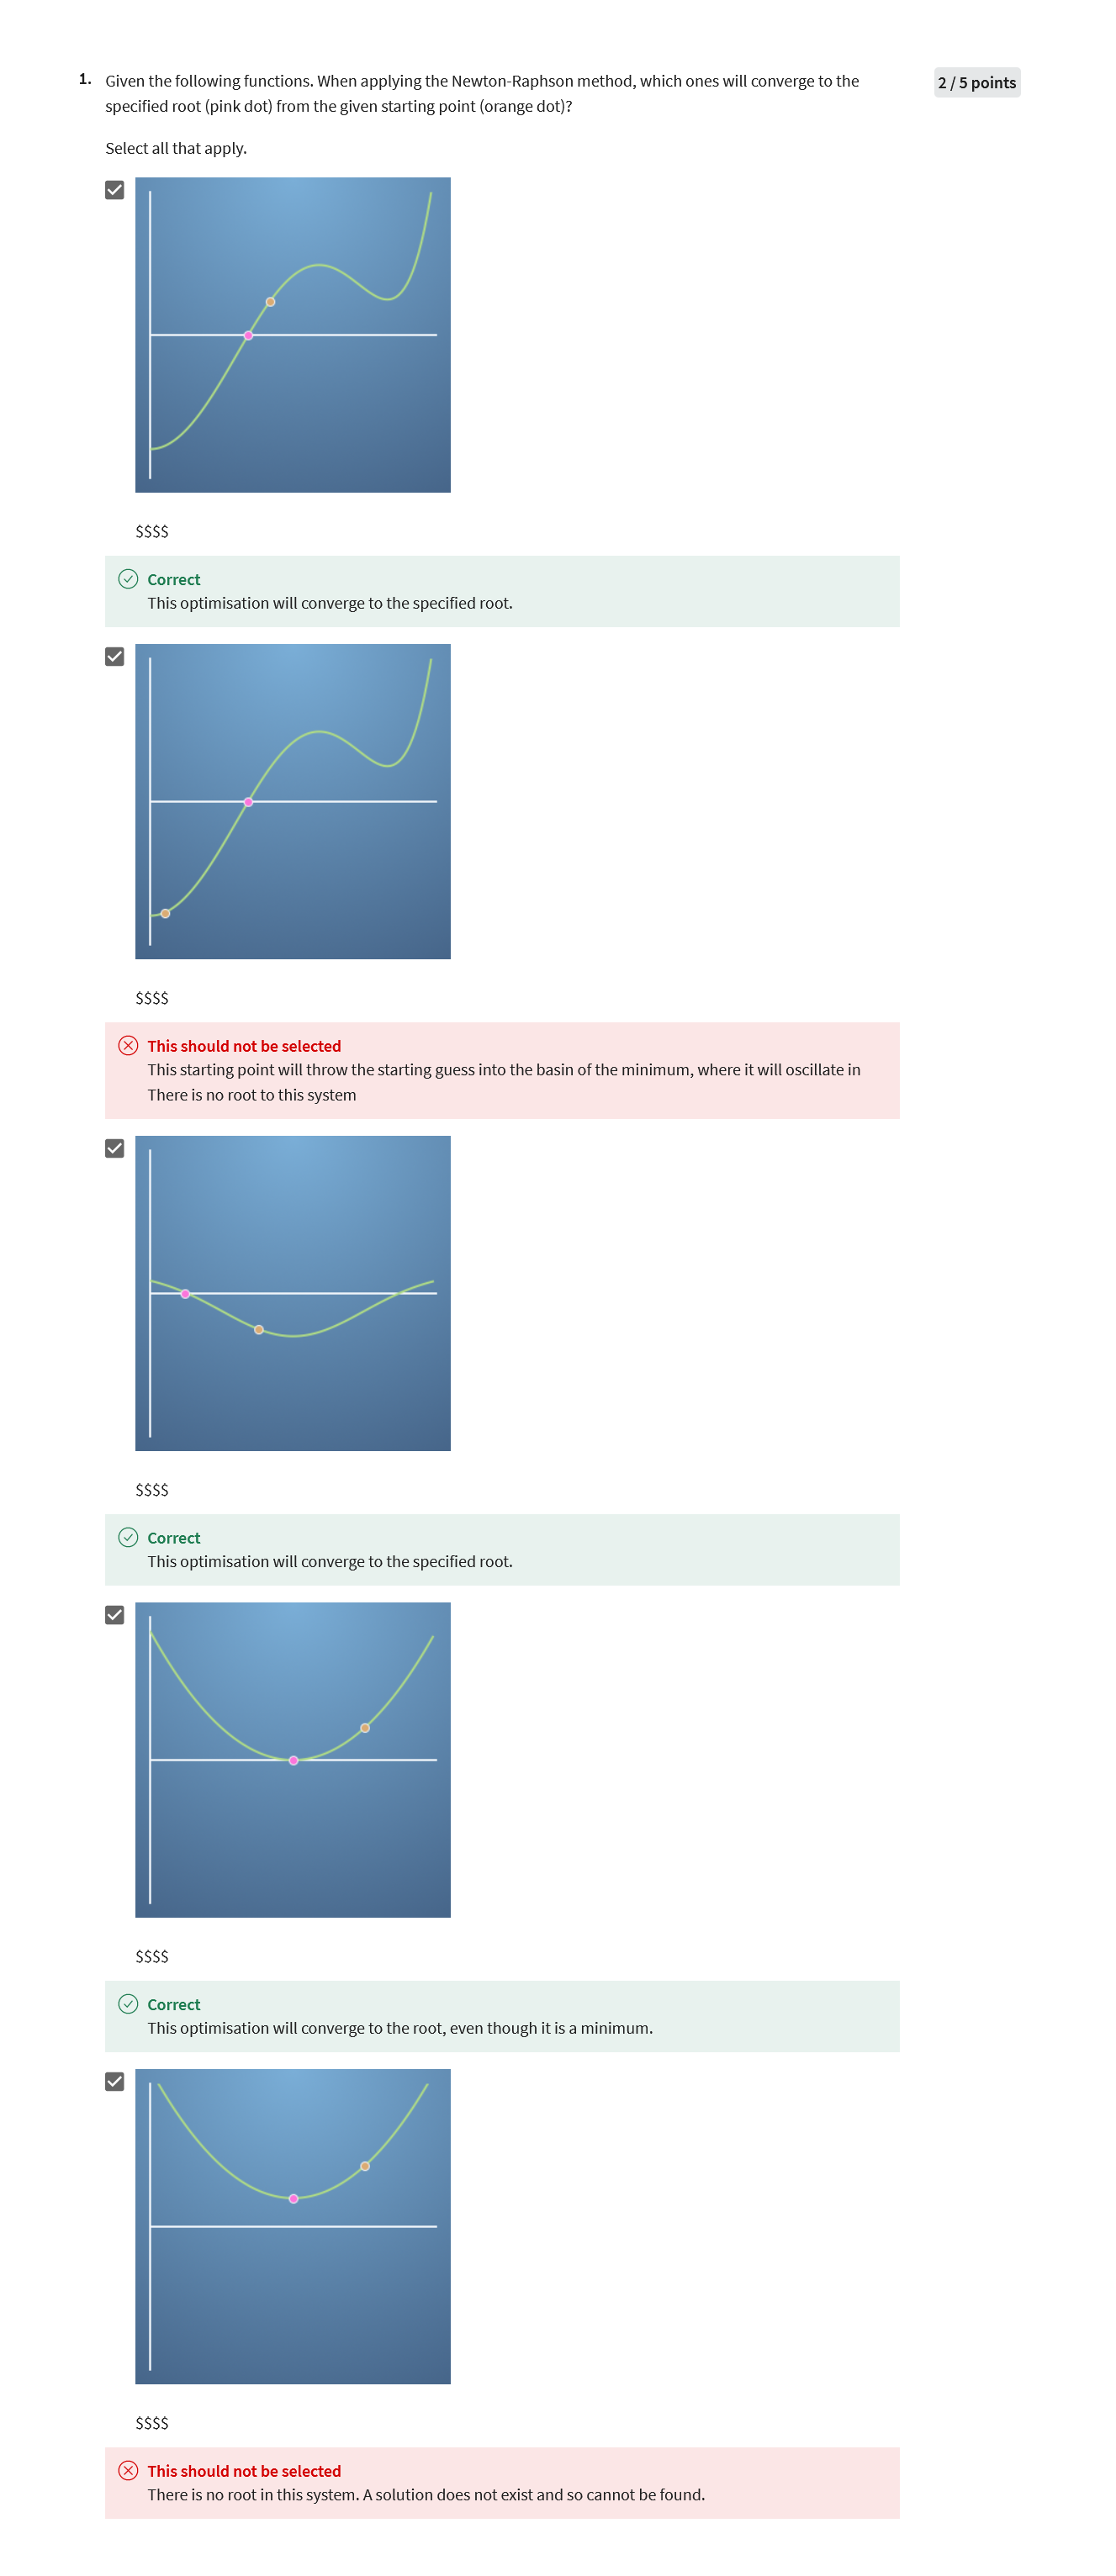 1. Given the following functions. When applying the Newton-Raphson method, which ones will converge to the
2 / 5 points
specified root (pink dot) from the given starting point (orange dot)?
Select all that apply.
$$$$
Correct
This optimisation will converge to the specified root.
$$$$
This should not be selected
This starting point will throw the starting guess into the basin of the minimum, where it will oscillate in
There is no root to this system
$$$$
Correct
This optimisation will converge to the specified root.
$$$$
Correct
This optimisation will converge to the root, even though it is a minimum.
$$$$
This should not be selected
There is no root in this system. A solution does not exist and so cannot be found.